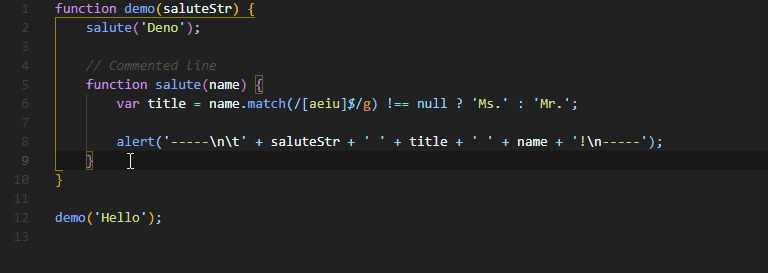 1 function demo(saluteStr) {
2 salute('Deno');
3
4 // Commented line
5 function salute(name) {
6 var title = name.match(/[aeiu]$/g) !== null ? 'Ms.' : 'Mr.';
7
8 alert('-----\n\t' + saluteStr + ' ' + title + ' ' + name + '!\n-----');
9 }
10 }
11
12 demo('Hello');
13